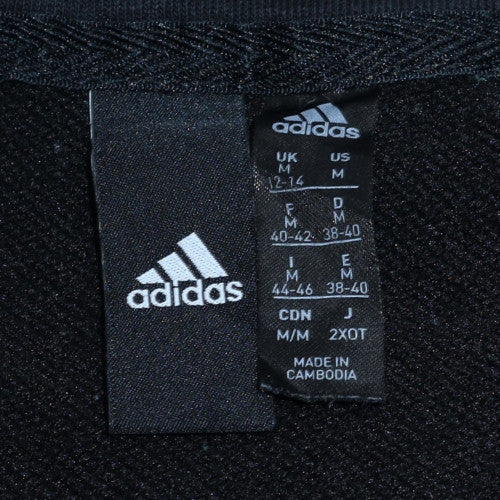 adidas
adidas
UK US
M M
12-14
F D
M M
40-42 38-40
I E
M M
44-46 38-40
CDN J
M/M 2XOT
MADE IN
CAMBODIA